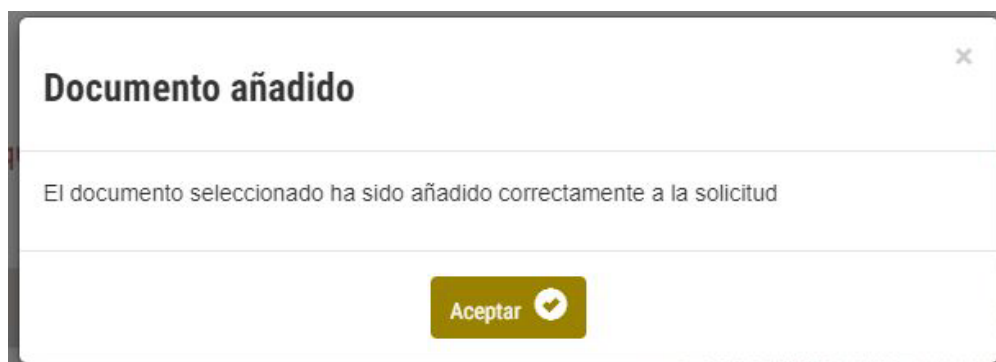 Documento añadido
El documento seleccionado ha sido añadido correctamente a la solicitud
Aceptar